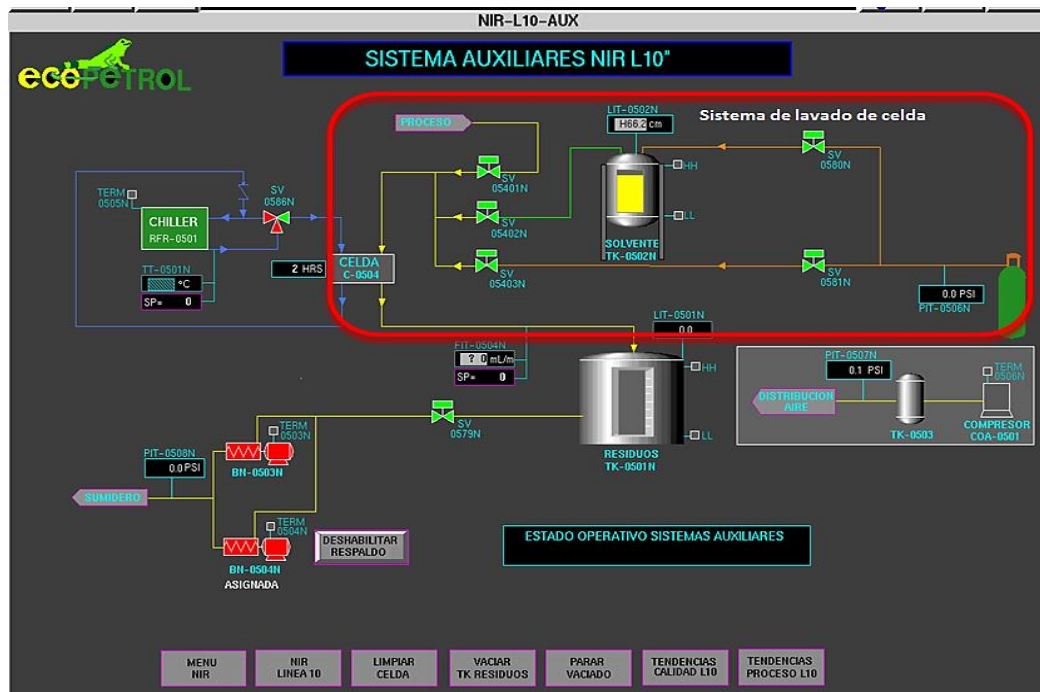 NIR-L10-AUX
SISTEMA AUXILIARES NIR L10"
ecopetrol
Sistema de lavado de celda
LIT-0502N
H66.2 cm
PROCESO
SV
0580N
HH
SV
05401N
TERM
0505N
SV
0586N
CHILLER
RFR-0501
SV
05402N
LL
SOLVENTE
TK-0502N
CELDA
C-0504
2 HRS
SV
05403N
SV
0581N
TT-0501N
°C
SP= 0
0.0 PSI
PIT-0506N
LIT-0501N
0.0
FIT-0504N
? 0 mL/m
SP= 0
HH
PIT-0507N
0.1 PSI
TERM
0506N
DISTRIBUCION
AIRE
TK-0503
COMPRESOR
COA-0501
SV
0579N
LL
RESIDUOS
TK-0501N
TERM
0503N
PIT-0508N
0.0 PSI
BN-0503N
SUMIDERO
TERM
0504N
DESHABILITAR
RESPALDO
ESTADO OPERATIVO SISTEMAS AUXILIARES
BN-0504N
ASIGNADA
MENU
NIR
NIR
LINEA 10
LIMPIAR
CELDA
VACIAR
TK RESIDUOS
PARAR
VACIADO
TENDENCIAS
CALIDAD L10
TENDENCIAS
PROCESO L10